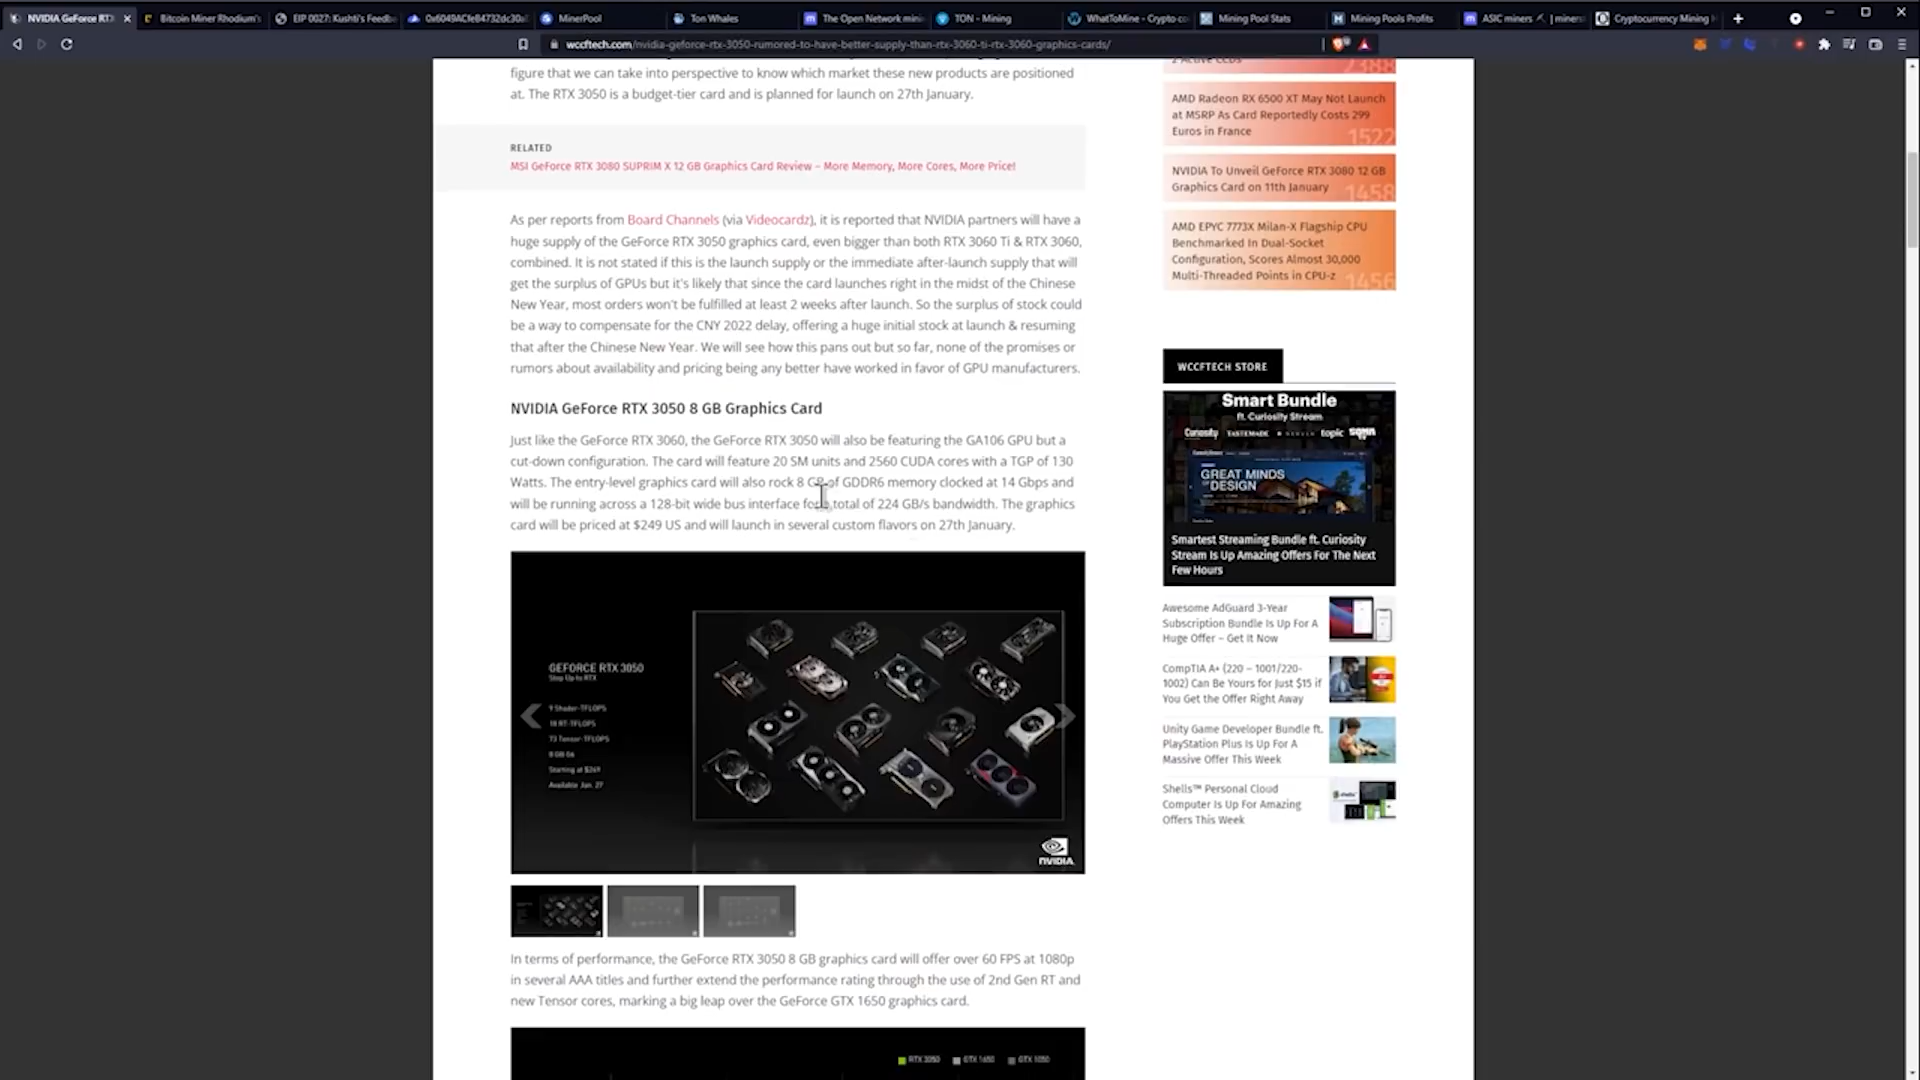 NVIDIA GeForce RTX
Bitcoin Miner Rhodium's
EIP 0027: Kushti's Feedb
MinerPool
Ton Whales
The Open Network mini
TON - Mining
WhatToMine - Crypto co
Mining Pool Stats
Mining Pools Profits
ASIC miners
Cryptocurrency Mining
wccftech.com/nvidia-geforce-rtx-3050-rumored-to-have-better-supply-than-rtx-3060-ti-rtx-3060-graphics-cards/
figure that we can take into perspective to know which market these new products are positioned
at. The RTX 3050 is a budget-tier card and is planned for launch on 27th January.
RELATED
MSI GeForce RTX 3080 SUPRIM X 12 GB Graphics Card Review – More Memory, More Cores, More Price!
As per reports from Board Channels (via Videocardz), it is reported that NVIDIA partners will have a
huge supply of the GeForce RTX 3050 graphics card, even bigger than both RTX 3060 Ti & RTX 3060,
combined. It is not stated if this is the launch supply or the immediate after-launch supply that will
get the surplus of GPUs but it's likely that since the card launches right in the midst of the Chinese
New Year, most orders won't be fulfilled at least 2 weeks after launch. So the surplus of stock could
be a way to compensate for the CNY 2022 delay, offering a huge initial stock at launch & resuming
that after the Chinese New Year. We will see how this pans out but so far, none of the promises or
rumors about availability and pricing being any better have worked in favor of GPU manufacturers.
NVIDIA GeForce RTX 3050 8 GB Graphics Card
Just like the GeForce RTX 3060, the GeForce RTX 3050 will also be featuring the GA106 GPU but a
cut-down configuration. The card will feature 20 SM units and 2560 CUDA cores with a TGP of 130
Watts. The entry-level graphics card will also rock 8 GB of GDDR6 memory clocked at 14 Gbps and
will be running across a 128-bit wide bus interface for a total of 224 GB/s bandwidth. The graphics
card will be priced at $249 US and will launch in several custom flavors on 27th January.
GEFORCE RTX 3050
Step Up to RTX
9 Shader-TFLOPS
18 RT-TFLOPS
73 Tensor-TFLOPS
8 GB G6
Starting at $249
Available Jan. 27
NVIDIA
In terms of performance, the GeForce RTX 3050 8 GB graphics card will offer over 60 FPS at 1080p
in several AAA titles and further extend the performance rating through the use of 2nd Gen RT and
new Tensor cores, marking a big leap over the GeForce GTX 1650 graphics card.
RTX 3050 GTX 1650 GTX 1050
2 Active CCDs
2388
AMD Radeon RX 6500 XT May Not Launch
at MSRP As Card Reportedly Costs 299
Euros in France
1522
NVIDIA To Unveil GeForce RTX 3080 12 GB
Graphics Card on 11th January
1458
AMD EPYC 7773X Milan-X Flagship CPU
Benchmarked In Dual-Socket
Configuration, Scores Almost 30,000
Multi-Threaded Points in CPU-z
1456
WCCFTECH STORE
Smart Bundle
ft. Curiosity Stream
Curiosity TASTEMADE topic
GREAT MINDS
Smartest Streaming Bundle ft. Curiosity
Stream Is Up Amazing Offers For The Next
Few Hours
Awesome AdGuard 3-Year
Subscription Bundle Is Up For A
Huge Offer – Get It Now
CompTIA A+ (220 – 1001/220-
1002) Can Be Yours for Just $15 if
You Get the Offer Right Away
Unity Game Developer Bundle ft.
PlayStation Plus Is Up For A
Massive Offer This Week
Shells™ Personal Cloud
Computer Is Up For Amazing
Offers This Week